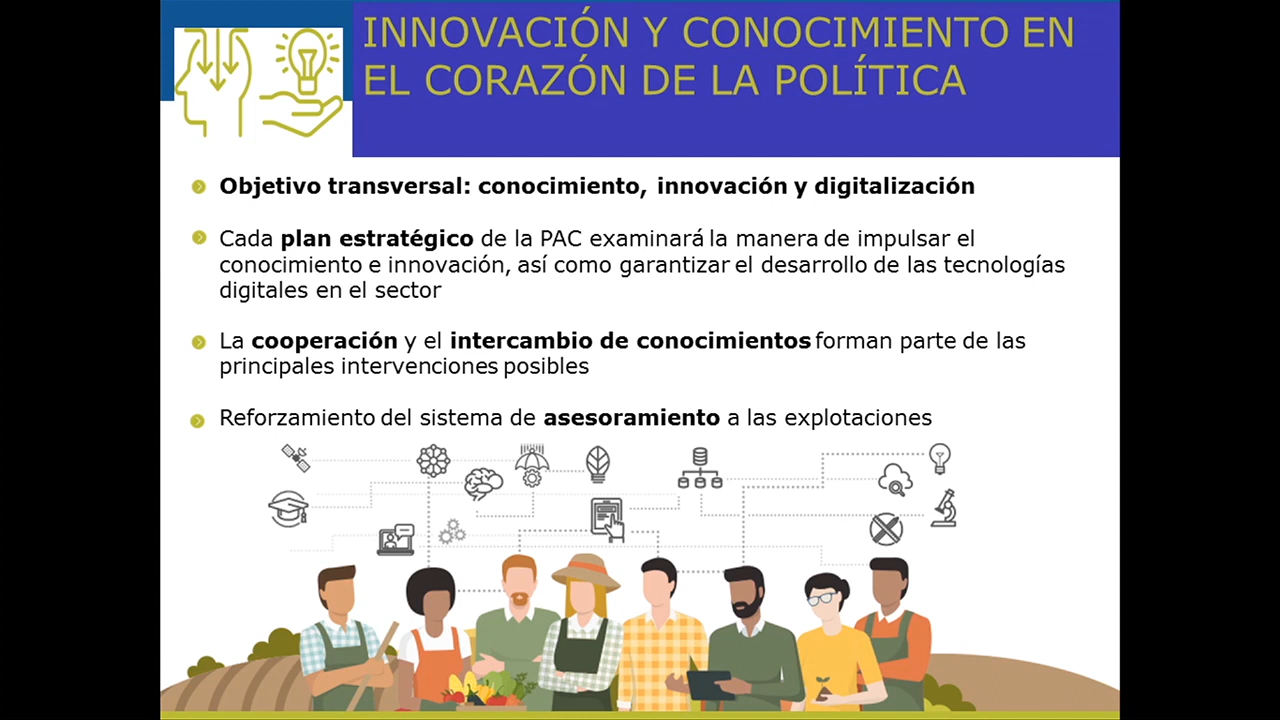 INNOVACIÓN Y CONOCIMIENTO EN
EL CORAZÓN DE LA POLÍTICA
Objetivo transversal: conocimiento, innovación y digitalización
Cada plan estratégico de la PAC examinará la manera de impulsar el
conocimiento e innovación, así como garantizar el desarrollo de las tecnologías
digitales en el sector
La cooperación y el intercambio de conocimientos forman parte de las
principales intervenciones posibles
Reforzamiento del sistema de asesoramiento a las explotaciones